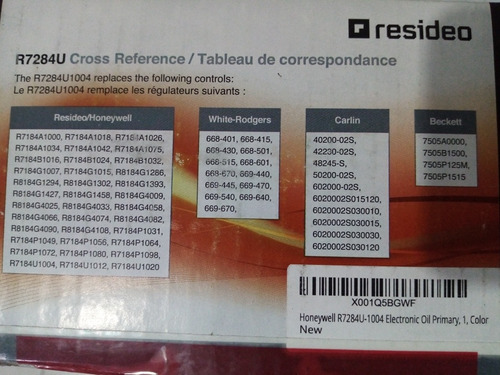 resideo
R7284U Cross Reference / Tableau de correspondance
The R7284U1004 replaces the following controls:
Le R7284U1004 remplace les régulateurs suivants :
Resideo/Honeywell
R7184A1000, R7184A1018, R7184A1026,
R7184A1034, R7184A1042, R7184A1075,
R7184B1016, R7184B1024, R7184B1032,
R8184G1007, R8184G1015, R8184G1286,
R8184G1294, R8184G1302, R8184G1393,
R8184G1427, R8184G1458, R8184G4009,
R8184G4025, R8184G4033, R8184G4058,
R8184G4066, R8184G4074, R8184G4082,
R8184G4090, R8184G4108, R7184P1031,
R7184P1049, R7184P1056, R7184P1064,
R7184P1072, R7184P1080, R7184P1098,
R7184U1004, R7184U1012, R7184U1020
White-Rodgers
668-401, 668-415,
668-430, 668-501,
668-515, 668-601,
668-670, 669-440,
669-445, 669-470,
669-540, 669-640,
669-670,
Carlin
40200-02S,
42230-02S,
48245-S,
50200-02S,
602000-02S,
6020002S015120,
6020002S030010,
6020002S030015,
6020002S030030,
6020002S030120
Beckett
7505A0000,
7505B1500,
7505P125M,
7505P1515
X001Q5BGWF
Honeywell R7284U-1004 Electronic Oil Primary, 1, Color
New